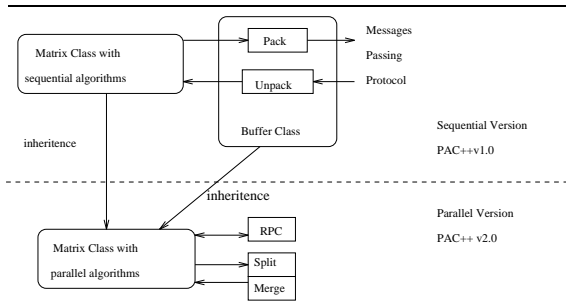 Matrix Class with
sequential algorithms
Pack
Unpack
Buffer Class
Messages
Passing
Protocol
inheritence
Sequential Version
PAC++v1.0
inheritence
Matrix Class with
parallel algorithms
RPC
Split
Merge
Parallel Version
PAC++ v2.0